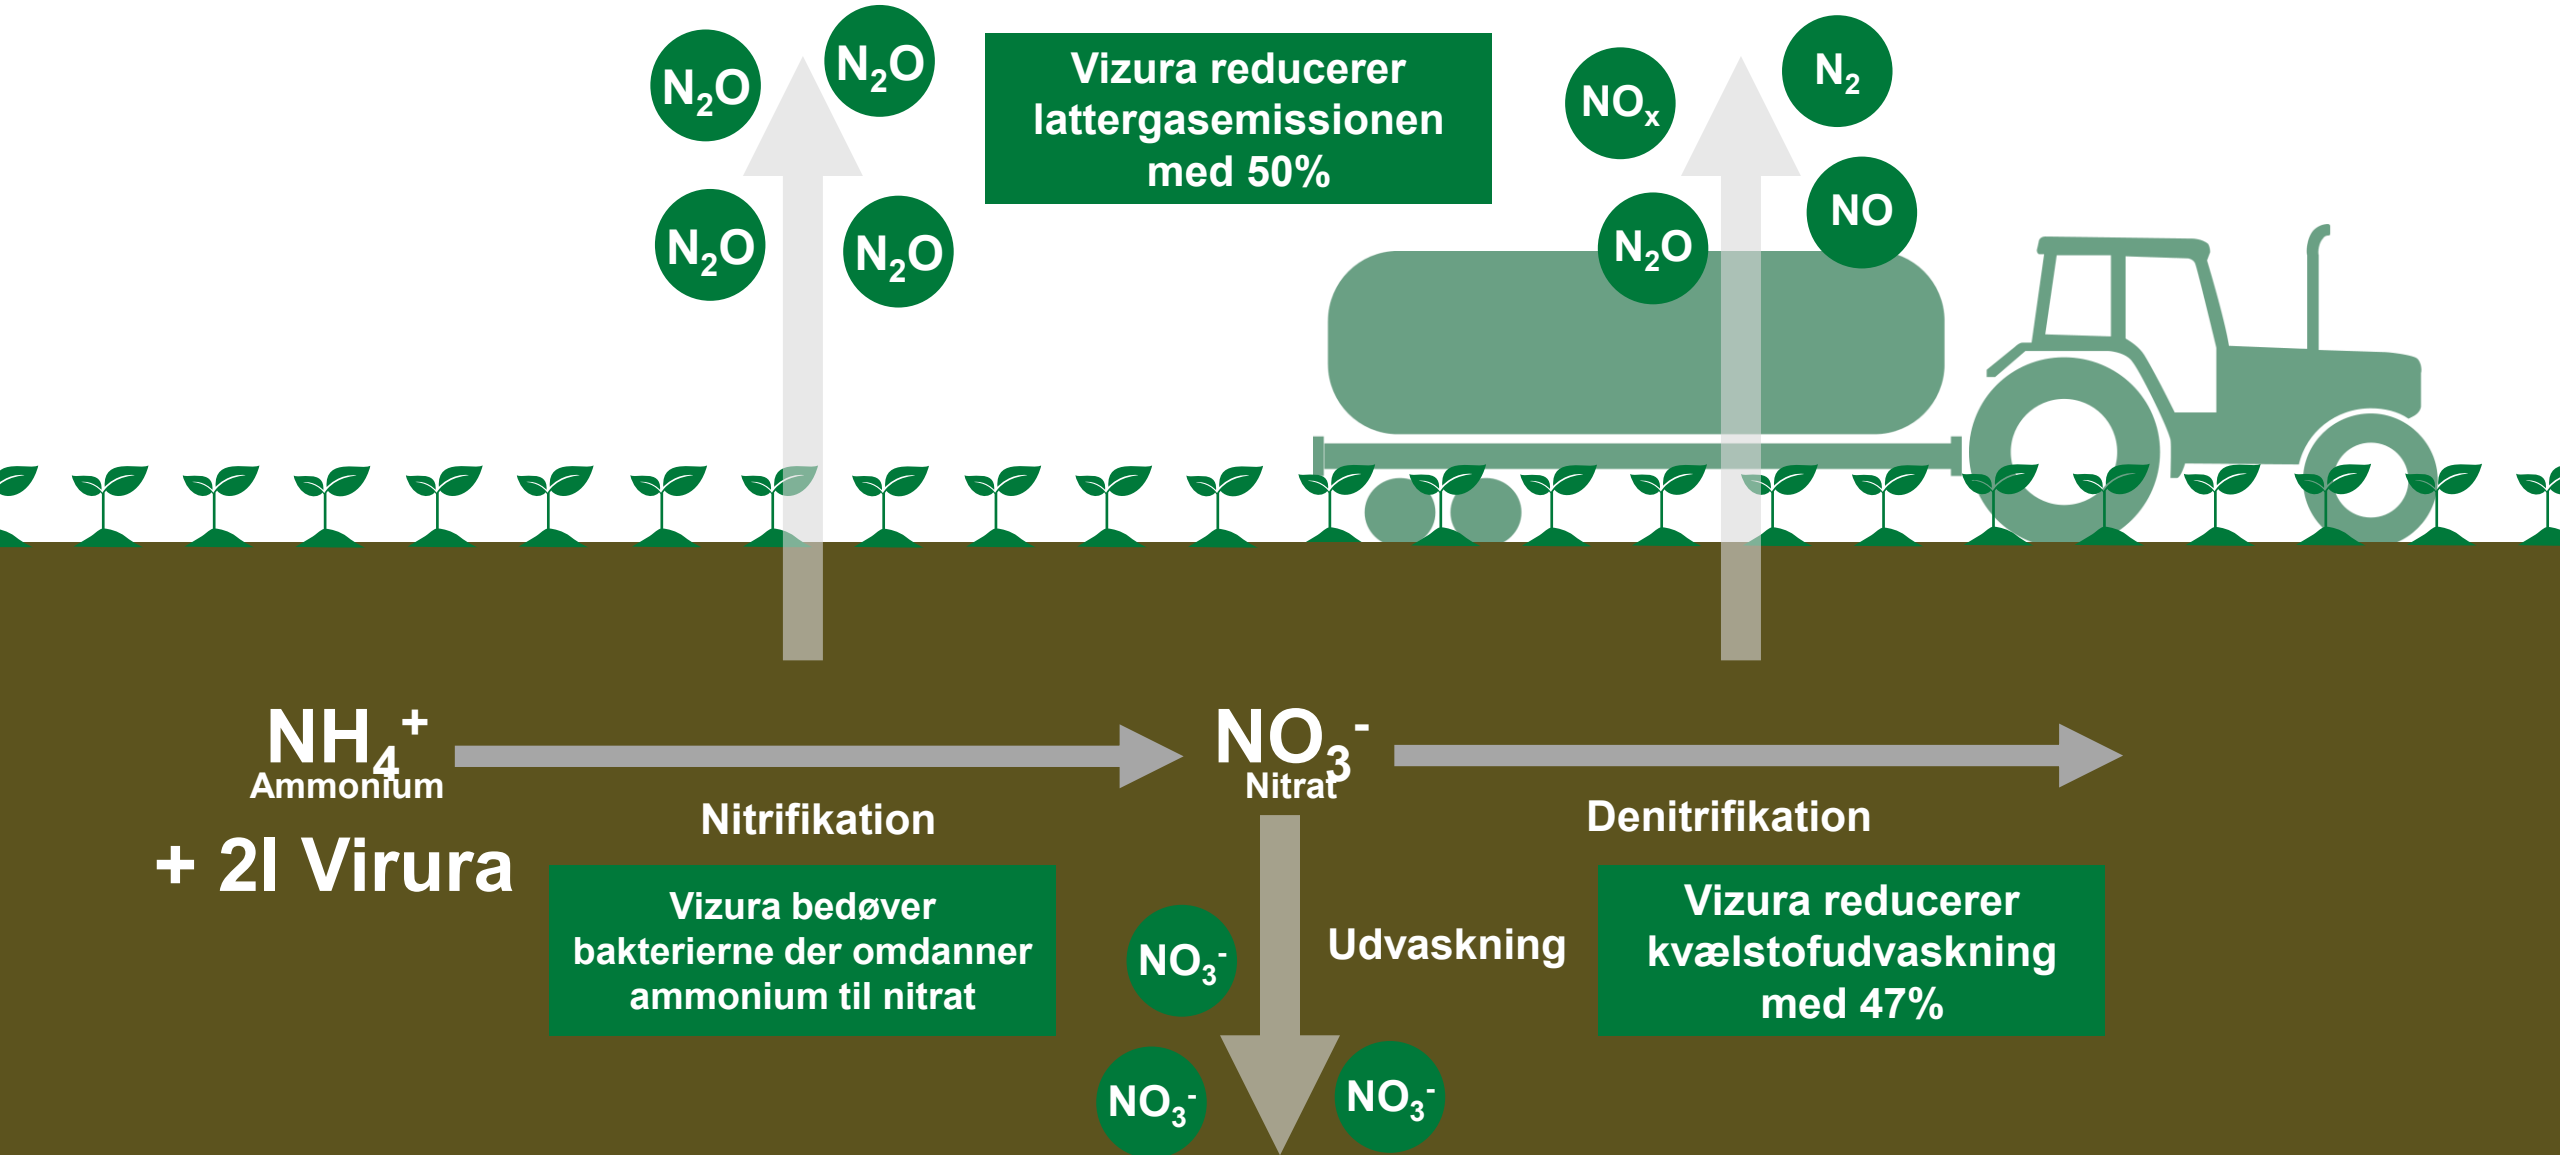 N₂O
N₂O
N₂O
N₂O
Vizura reducerer
lattergasemissionen
med 50%
NOₓ
N₂
N₂O
NO
NH₄⁺
Ammonium
+ 2l Virura
Nitrifikation
Vizura bedøver
bakterierne der omdanner
ammonium til nitrat
NO₃⁻
Nitrat
Udvaskning
NO₃⁻
NO₃⁻
NO₃⁻
Denitrifikation
Vizura reducerer
kvælstofudvaskning
med 47%